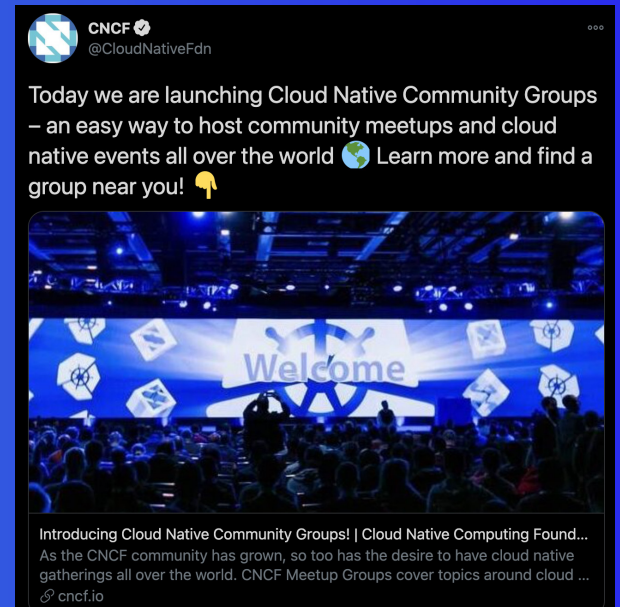 CNCF
@CloudNativeFdn
Today we are launching Cloud Native Community Groups
– an easy way to host community meetups and cloud
native events all over the world 🌎 Learn more and find a
group near you! 👇
Welcome
Introducing Cloud Native Community Groups! | Cloud Native Computing Found...
As the CNCF community has grown, so too has the desire to have cloud native
gatherings all over the world. CNCF Meetup Groups cover topics around cloud ...
cncf.io